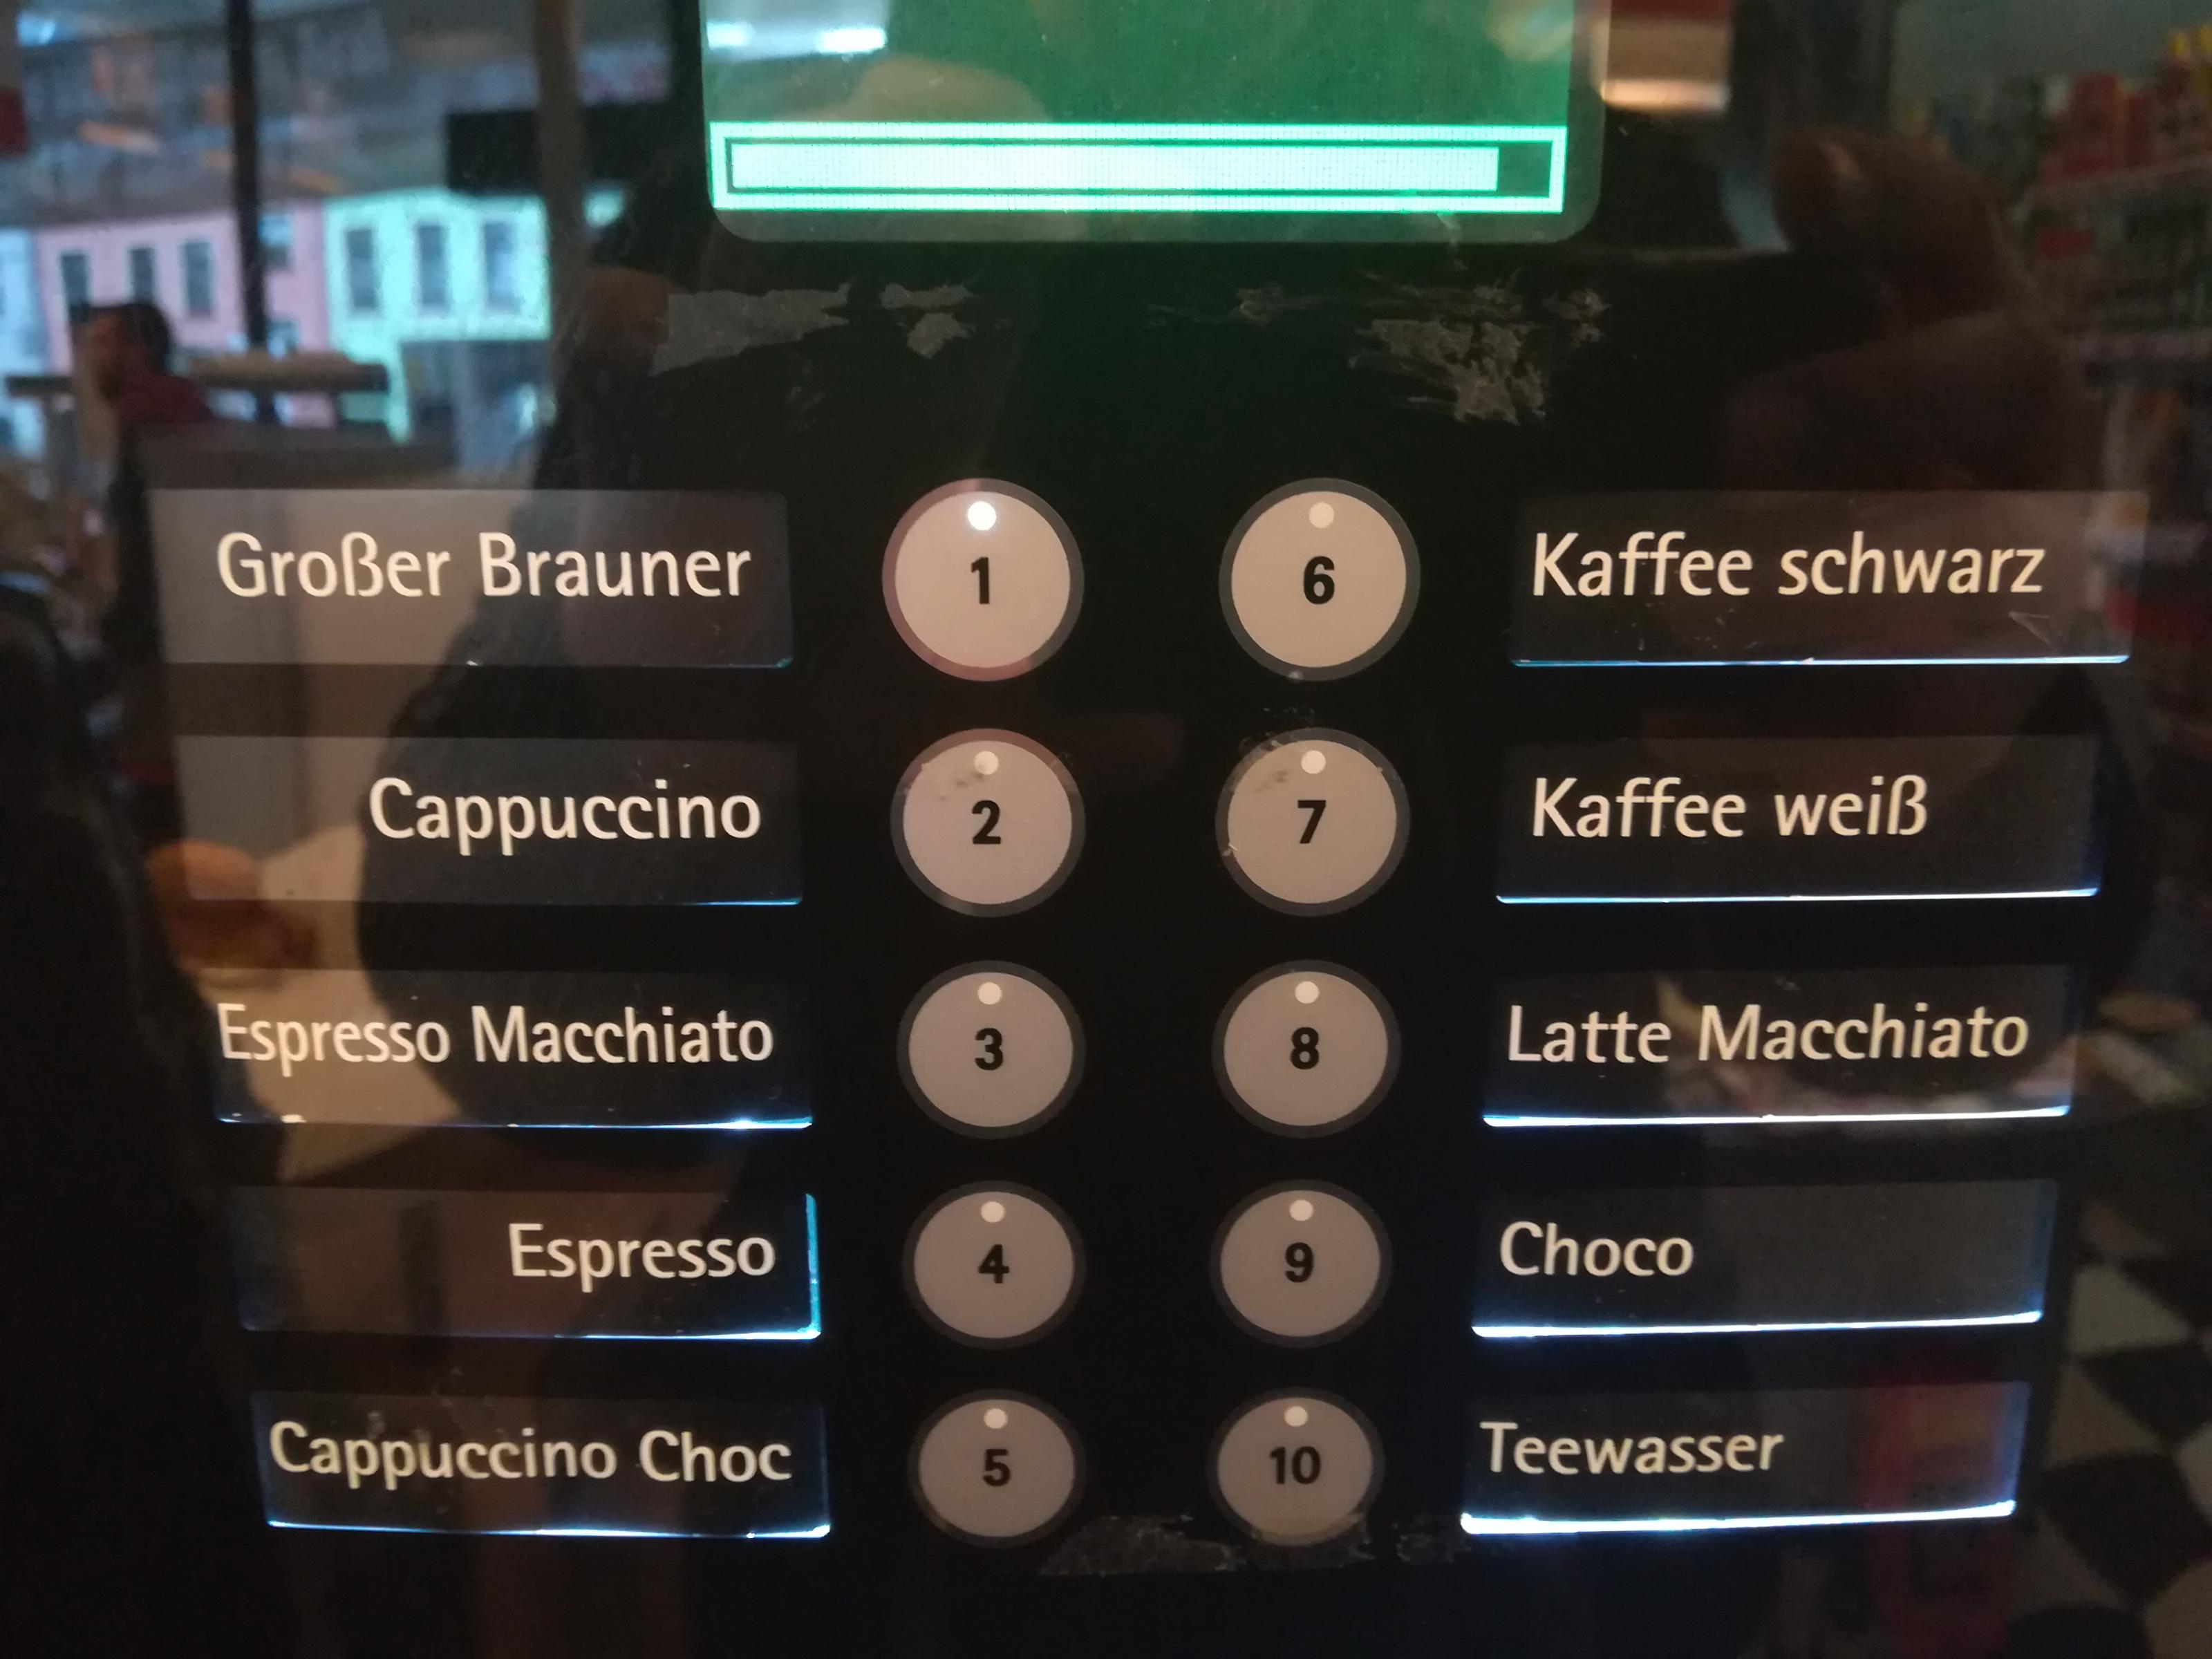 Großer Brauner 1 6 Kaffee schwarz
Cappuccino 2 7 Kaffee weiß
Espresso Macchiato 3 8 Latte Macchiato
Espresso 4 9 Choco
Cappuccino Choc 5 10 Teewasser